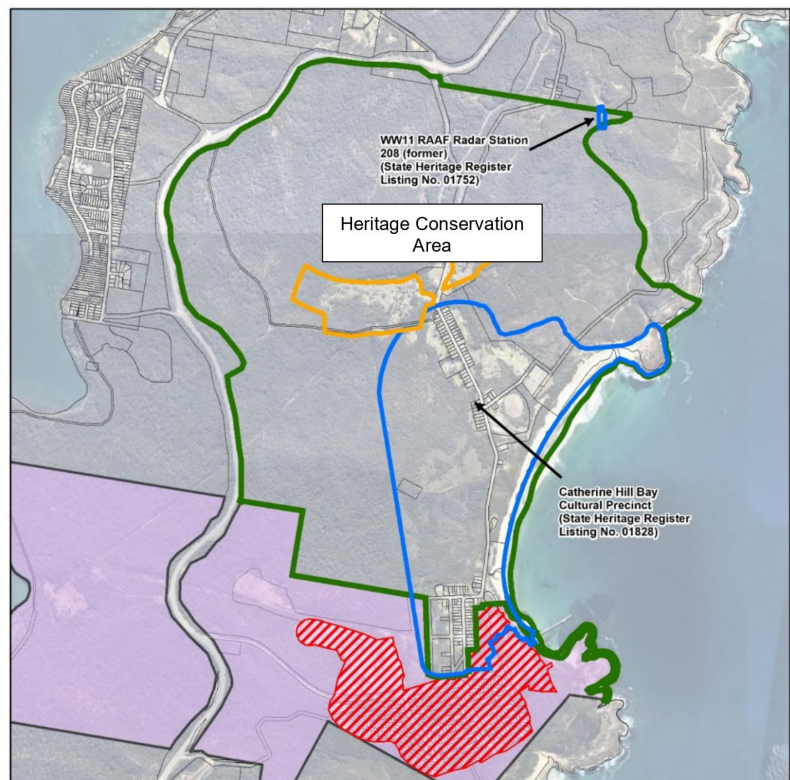 WW11 RAAF Radar Station
208 (former)
(State Heritage Register
Listing No. 01752)
Heritage Conservation
Area
Catherine Hill Bay
Cultural Precinct
(State Heritage Register
Listing No. 01828)